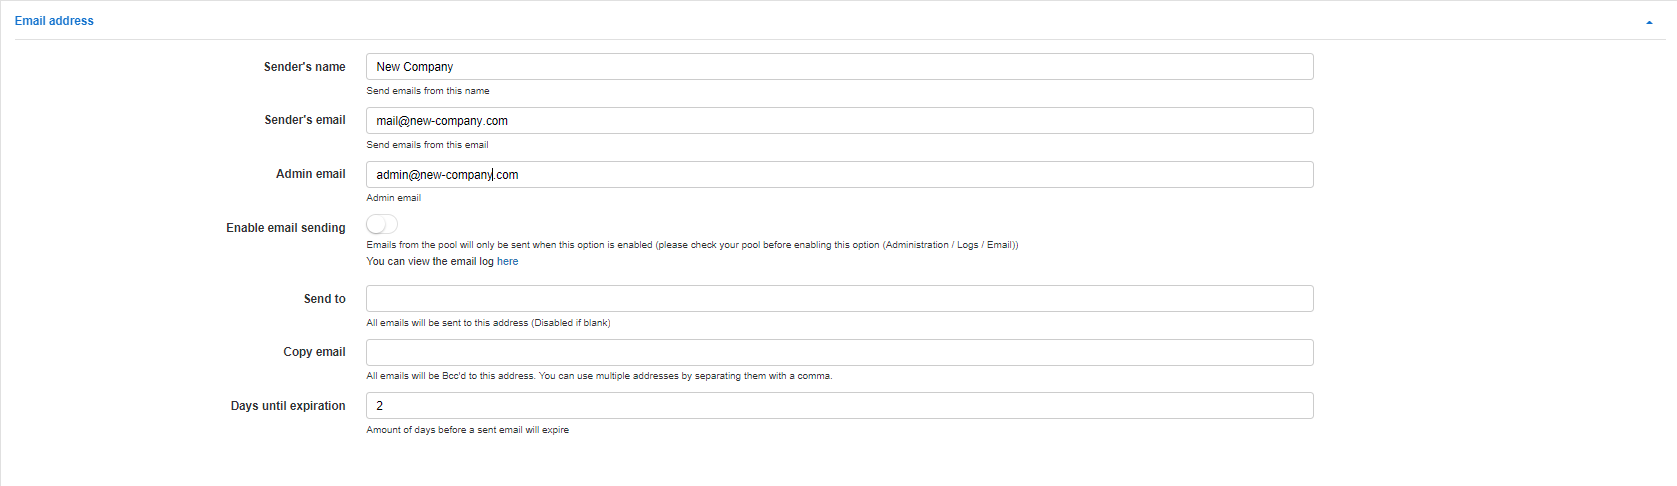 Email address
Sender's name
New Company
Send emails from this name
Sender's email
mail@new-company.com
Send emails from this email
Admin email
admin@new-company.com
Admin email
Enable email sending
Emails from the pool will only be sent when this option is enabled (please check your pool before enabling this option (Administration / Logs / Email))
You can view the email log here
Send to
All emails will be sent to this address (Disabled if blank)
Copy email
All emails will be Bcc'd to this address. You can use multiple addresses by separating them with a comma.
Days until expiration
2
Amount of days before a sent email will expire